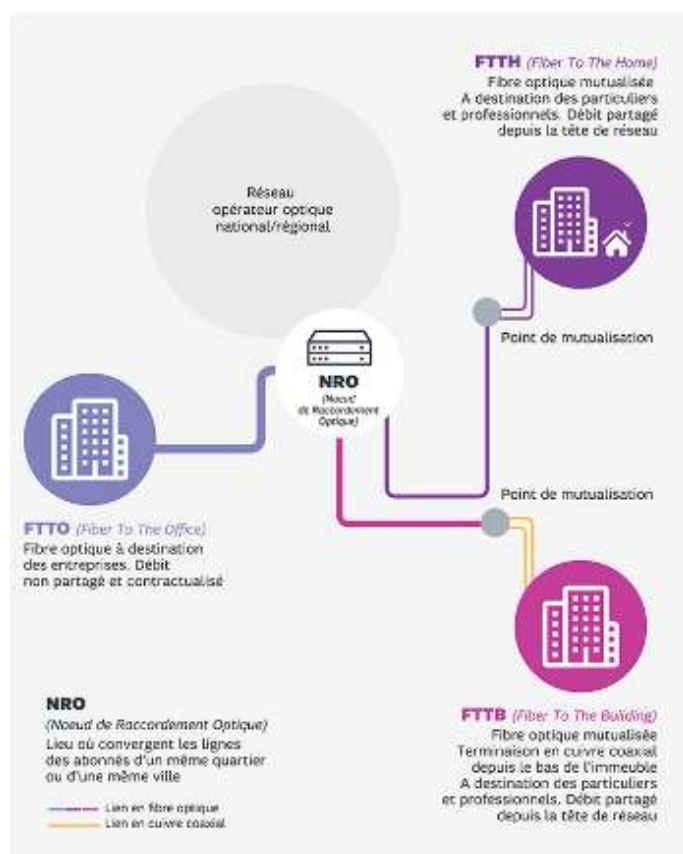 FTTH (Fiber To The Home)
Fibre optique mutualisée
A destination des particuliers
et professionnels. Débit partagé
depuis la tête de réseau
Réseau
opérateur optique
national/régional
Point de mutualisation
NRO
(Noeud
de Raccordement
Optique)
Point de mutualisation
FTTO (Fiber To The Office)
Fibre optique à destination
des entreprises. Débit
non partagé et contractualisé
NRO
(Noeud de Raccordement Optique)
Lieu où convergent les lignes
des abonnés d'un même quartier
ou d'une même ville
Lien en fibre optique
Lien en cuivre coaxial
FTTB (Fiber To The Building)
Fibre optique mutualisée
Terminaison en cuivre coaxial
depuis le bas de l'immeuble
A destination des particuliers
et professionnels. Débit partagé
depuis la tête de réseau